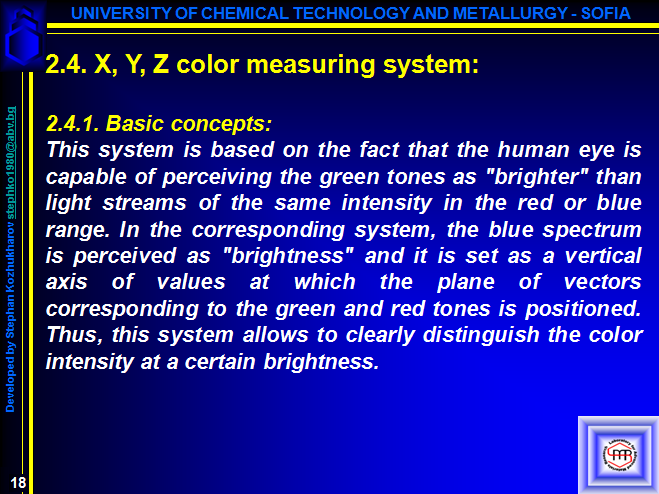 UNIVERSITY OF CHEMICAL TECHNOLOGY AND METALLURGY - SOFIA
2.4. X, Y, Z color measuring system:
2.4.1. Basic concepts:
This system is based on the fact that the human eye is
capable of perceiving the green tones as "brighter" than
light streams of the same intensity in the red or blue
range. In the corresponding system, the blue spectrum
is perceived as "brightness" and it is set as a vertical
axis of values at which the plane of vectors
corresponding to the green and red tones is positioned.
Thus, this system allows to clearly distinguish the color
intensity at a certain brightness.
Developed by Stephan Kozhukharov stephko1980@abv.bg
18